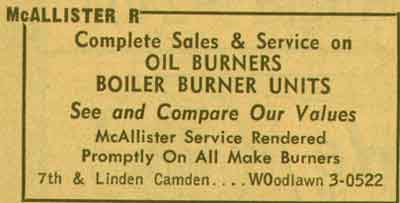 McALLISTER R
Complete Sales & Service on
OIL BURNERS
BOILER BURNER UNITS
See and Compare Our Values
McAllister Service Rendered
Promptly On All Make Burners
7th & Linden Camden....WOodlawn 3-0522